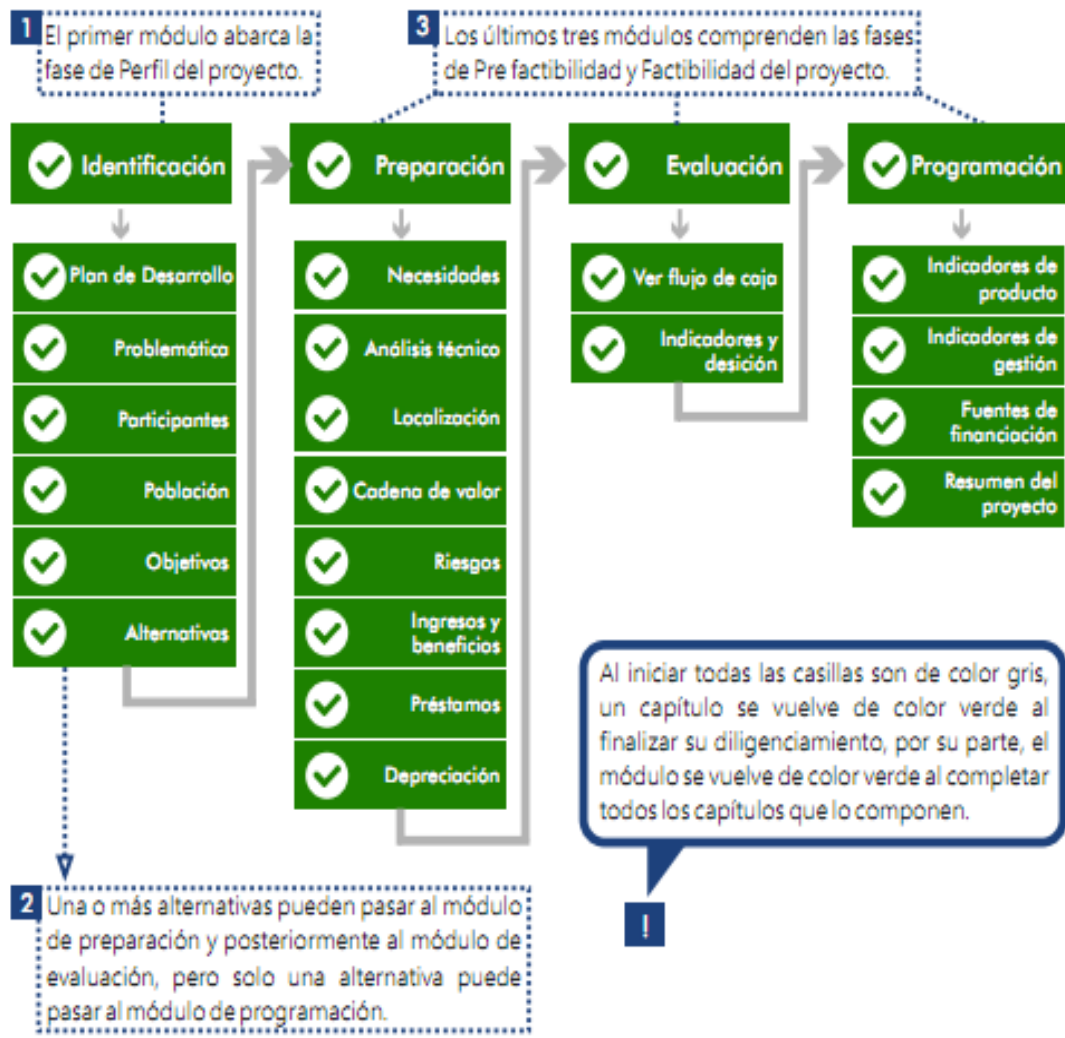 1
El primer módulo abarca la
fase de Perfil del proyecto.
3
Los últimos tres módulos comprenden las fases
de Pre factibilidad y Factibilidad del proyecto.
Identificación
Preparación
Evaluación
Programación
Plan de Desarrollo
Problemática
Participantes
Población
Objetivos
Alternativas
Necesidades
Análisis técnico
Localización
Cadena de valor
Riesgos
Ingresos y
beneficios
Préstamos
Depreciación
Ver flujo de caja
Indicadores y
desición
Indicadores de
producto
Indicadores de
gestión
Fuentes de
financiación
Resumen del
proyecto
Al iniciar todas las casillas son de color gris,
un capítulo se vuelve de color verde al
finalizar su diligenciamiento, por su parte, el
módulo se vuelve de color verde al completar
todos los capítulos que lo componen.
!
2
Una o más alternativas pueden pasar al módulo
de preparación y posteriormente al módulo de
evaluación, pero solo una alternativa puede
pasar al módulo de programación.